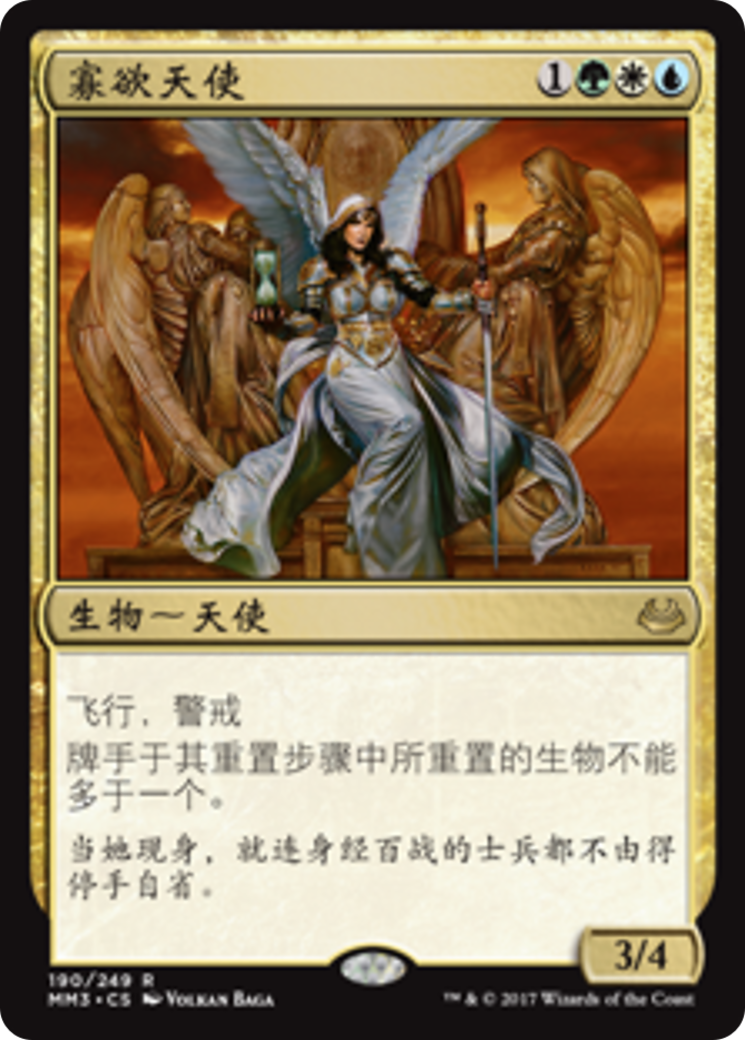 寡欲天使 1
生物～天使
飞行，警戒
牌手于其重置步骤中所重置的生物不能
多于一个。
当她现身，就连身经百战的士兵都不由得
停手自省。
3/4
190/249 R
MM3 • CS Volkan Baga
™ & © 2017 Wizards of the Coast